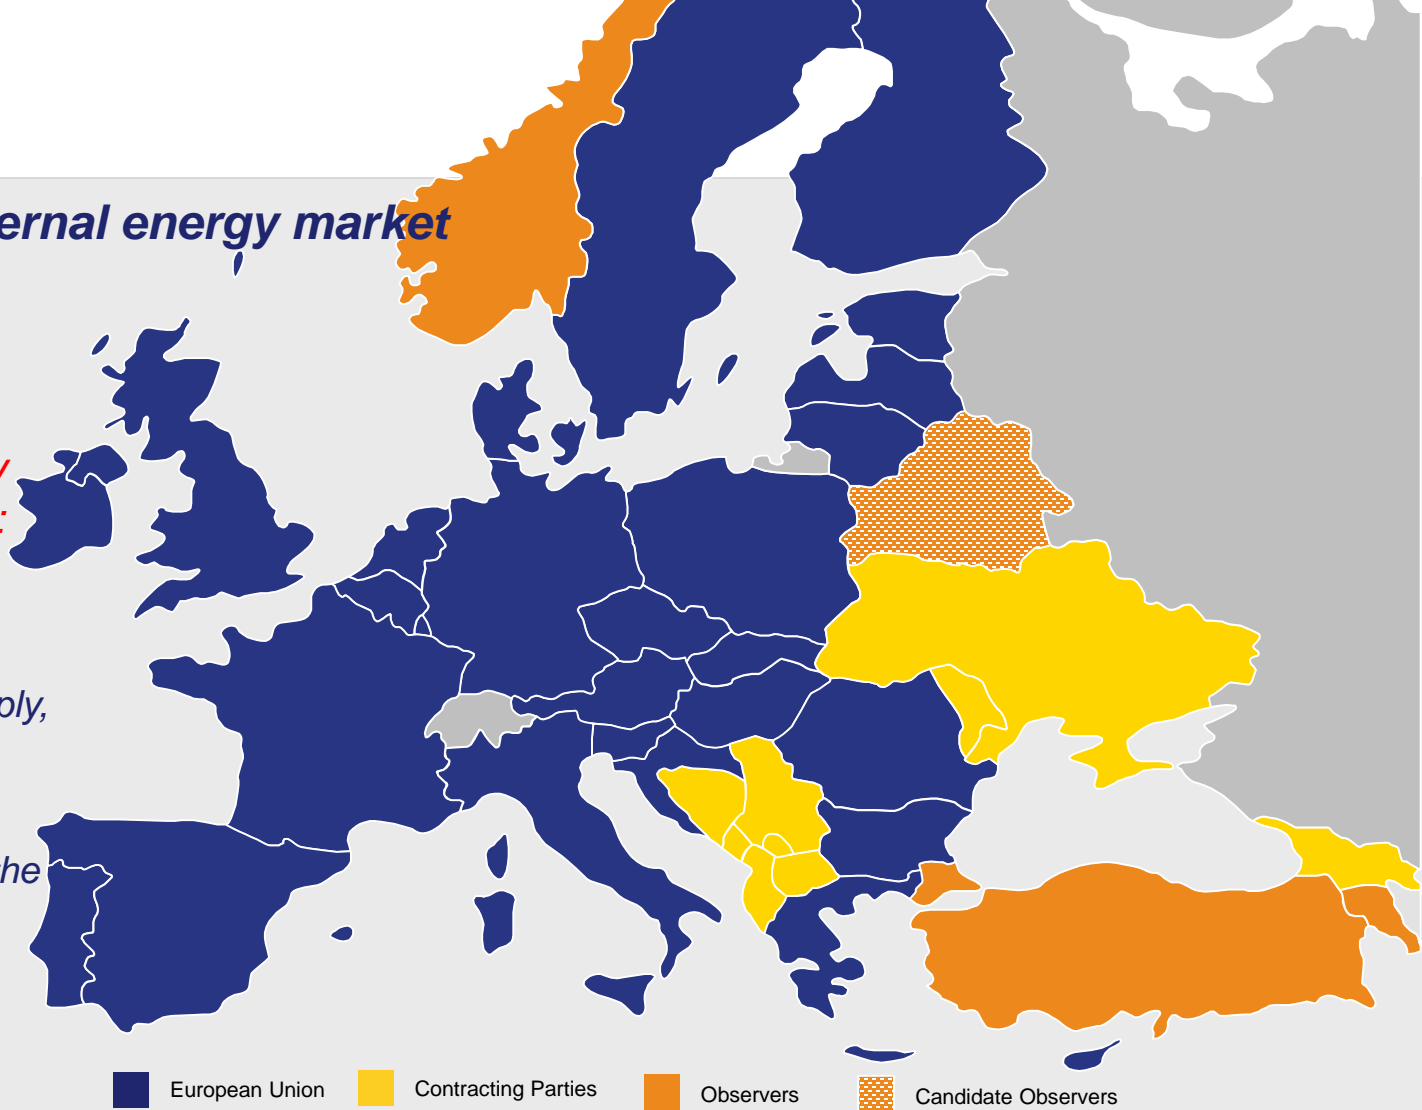 ernal energy market
y
:
ply,
he
European Union
Contracting Parties
Observers
Candidate Observers